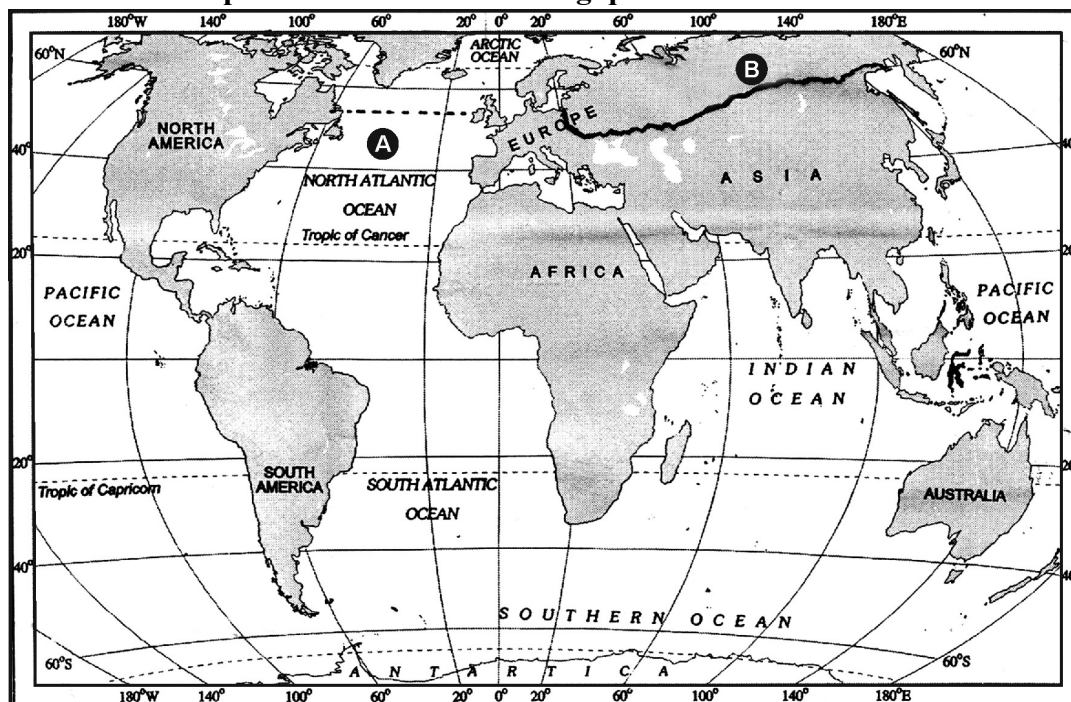 180°W 140° 100° 60° 20° 0° 20° 60° 100° 140° 180°E
60°N
ARCTIC
OCEAN
60°N
B
NORTH
AMERICA
EUROPE
A
40°
40°
ASIA
NORTH ATLANTIC
OCEAN
Tropic of Cancer
20°
20
AFRICA
PACIFIC
OCEAN
PACIFIC
OCEAN
INDIAN
OCEAN
20°
20
Tropic of Capricorn
SOUTH
AMERICA
SOUTH ATLANTIC
OCEAN
AUSTRALIA
40°
40
SOUTHERN OCEAN
60°S
60°S
ANTARTICA
180°W 140° 100° 60° 20° 0° 20° 60° 100° 140° 180°E